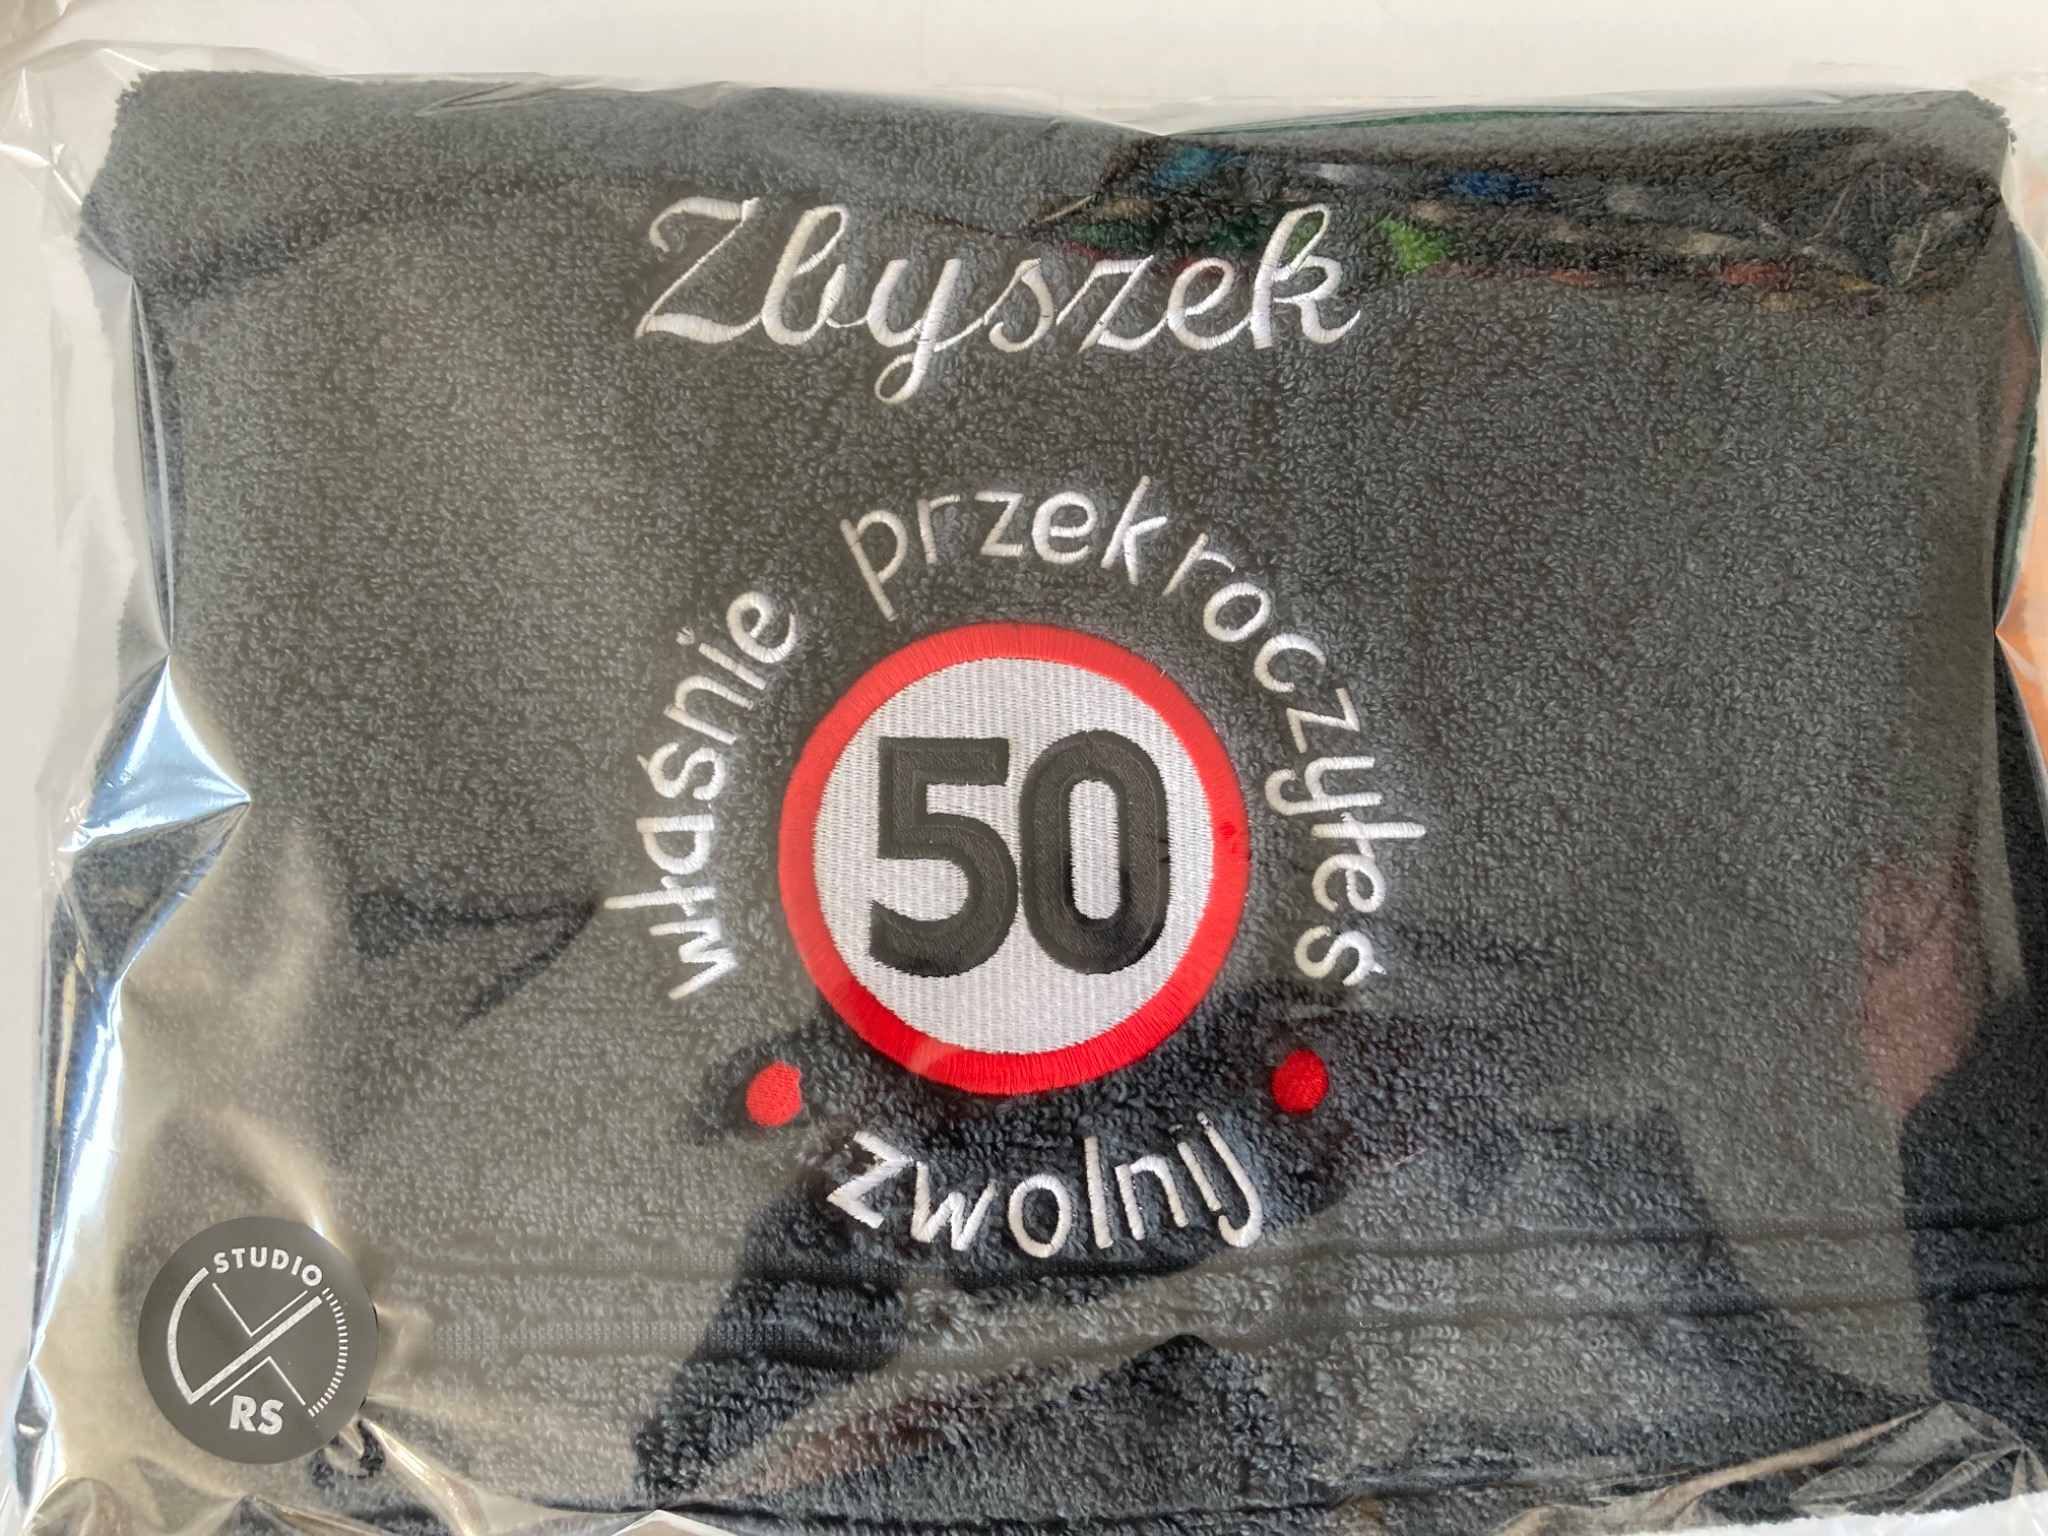 Zbyszek
właśnie przekroczyłeś
50
zwolnij
STUDIO
RS